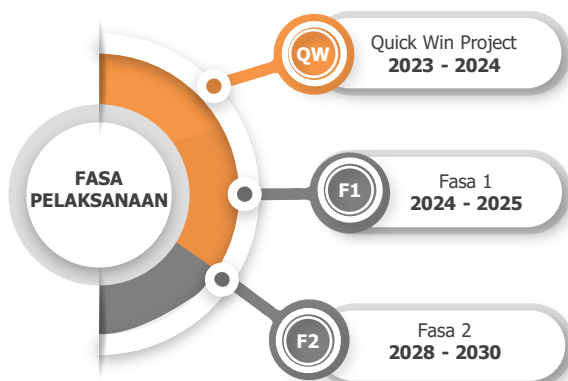 FASA
PELAKSANAAN
QW
Quick Win Project
2023 - 2024
F1
Fasa 1
2024 - 2025
F2
Fasa 2
2028 - 2030